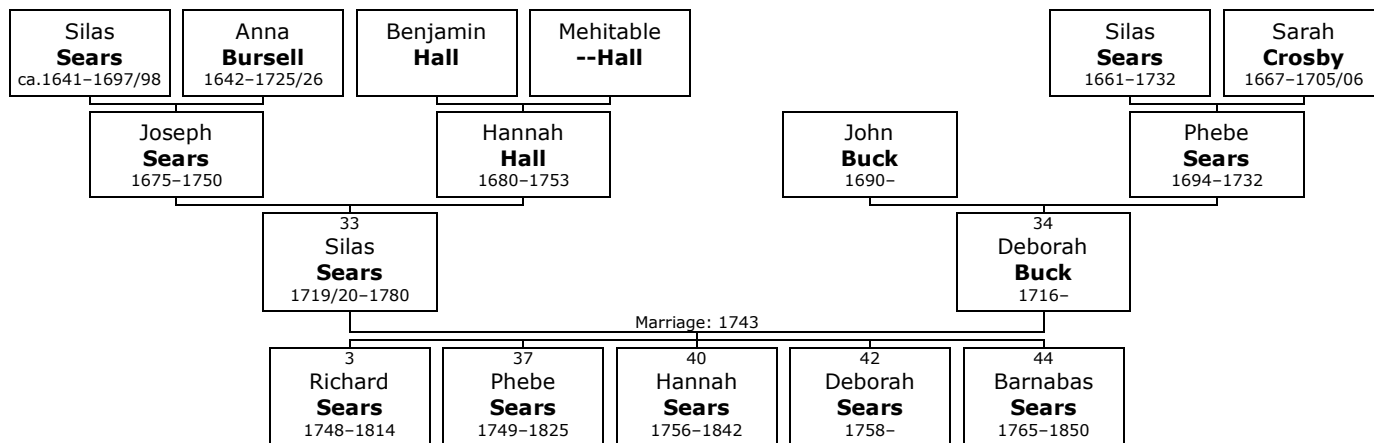 Silas
Sears
ca.1641–1697/98
Anna
Bursell
1642–1725/26
Benjamin
Hall
Mehitable
--Hall
Silas
Sears
1661–1732
Sarah
Crosby
1667–1705/06
Joseph
Sears
1675–1750
Hannah
Hall
1680–1753
John
Buck
1690–
Phebe
Sears
1694–1732
33
Silas
Sears
1719/20–1780
34
Deborah
Buck
1716–
Marriage: 1743
3
Richard
Sears
1748–1814
37
Phebe
Sears
1749–1825
40
Hannah
Sears
1756–1842
42
Deborah
Sears
1758–
44
Barnabas
Sears
1765–1850